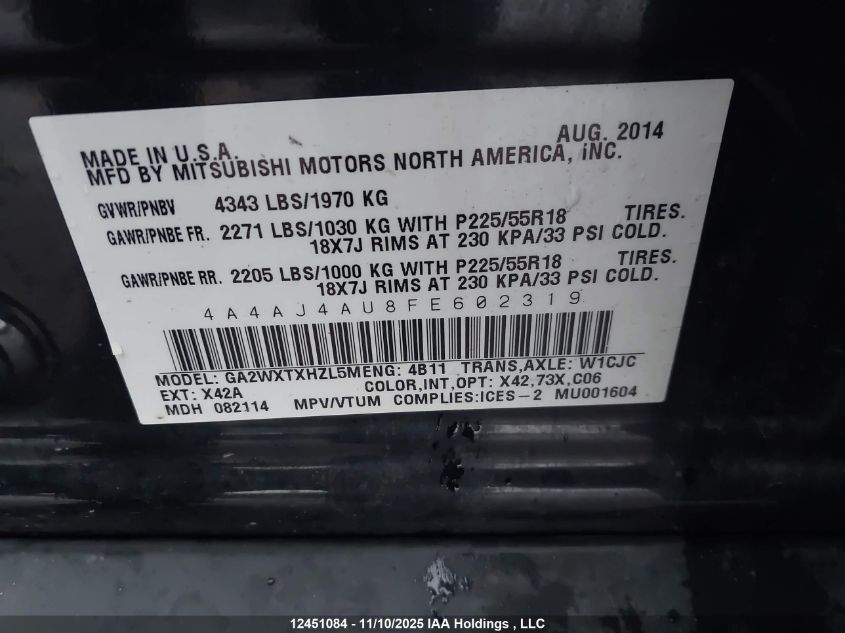 AUG. 2014
MADE IN U.S.A.
MFD BY MITSUBISHI MOTORS NORTH AMERICA, INC.
GVWR/PNBV 4343 LBS/1970 KG
GAWR/PNBE FR. 2271 LBS/1030 KG WITH P225/55R18 TIRES.
18X7J RIMS AT 230 KPA/33 PSI COLD.
GAWR/PNBE RR. 2205 LBS/1000 KG WITH P225/55R18 TIRES.
18X7J RIMS AT 230 KPA/33 PSI COLD.
4A4AJ4AU8FE602319
MODEL: GA2WXTXHZL5MENG: 4B11 TRANS,AXLE: W1CJC
EXT: X42A COLOR,INT,OPT: X42,73X,C06
MDH 082114 MPV/VTUM COMPLIES:ICES-2 MU001604
12451084 - 11/10/2025 IAA Holdings , LLC